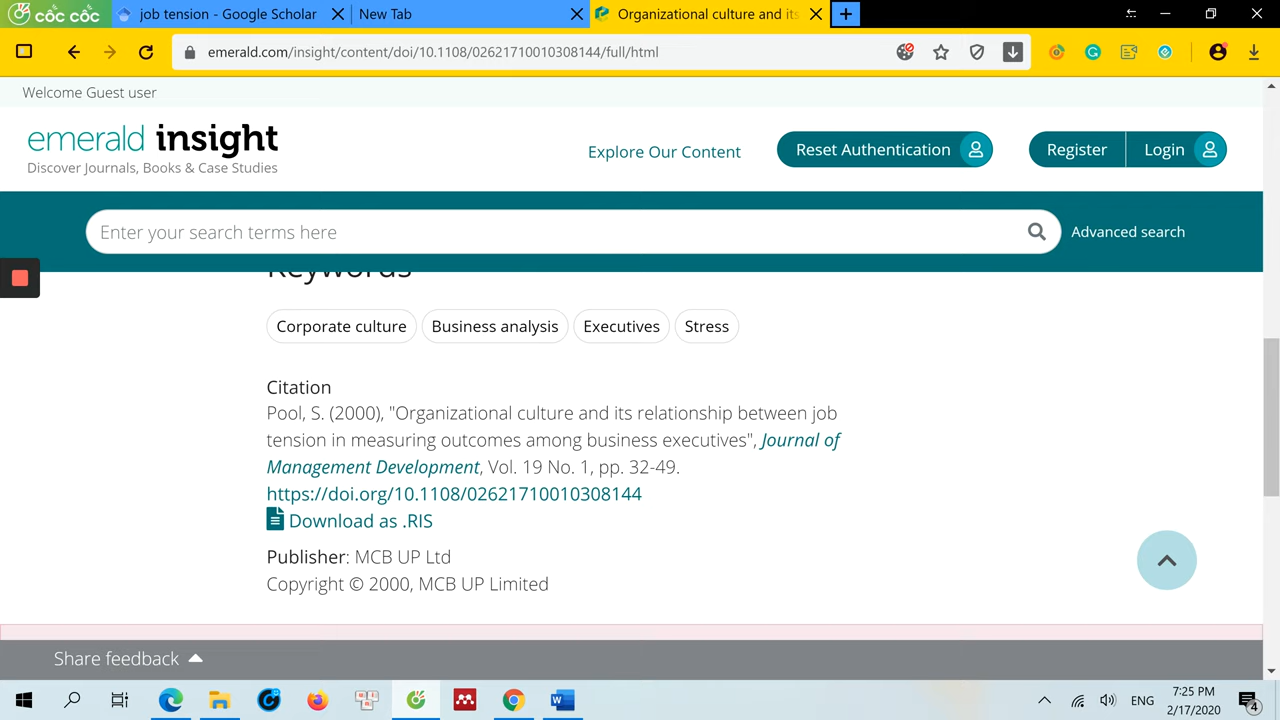 cốc cốc
job tension - Google Scholar
New Tab
Organizational culture and its
emerald.com/insight/content/doi/10.1108/02621710010308144/full/html
Welcome Guest user
emerald insight
Discover Journals, Books & Case Studies
Explore Our Content
Reset Authentication
Register
Login
Enter your search terms here
Advanced search
Keywords
Corporate culture
Business analysis
Executives
Stress
Citation
Pool, S. (2000), "Organizational culture and its relationship between job
tension in measuring outcomes among business executives", Journal of
Management Development, Vol. 19 No. 1, pp. 32-49.
https://doi.org/10.1108/02621710010308144
Download as .RIS
Publisher: MCB UP Ltd
Copyright © 2000, MCB UP Limited
Share feedback
ENG
7:25 PM
2/17/2020
4